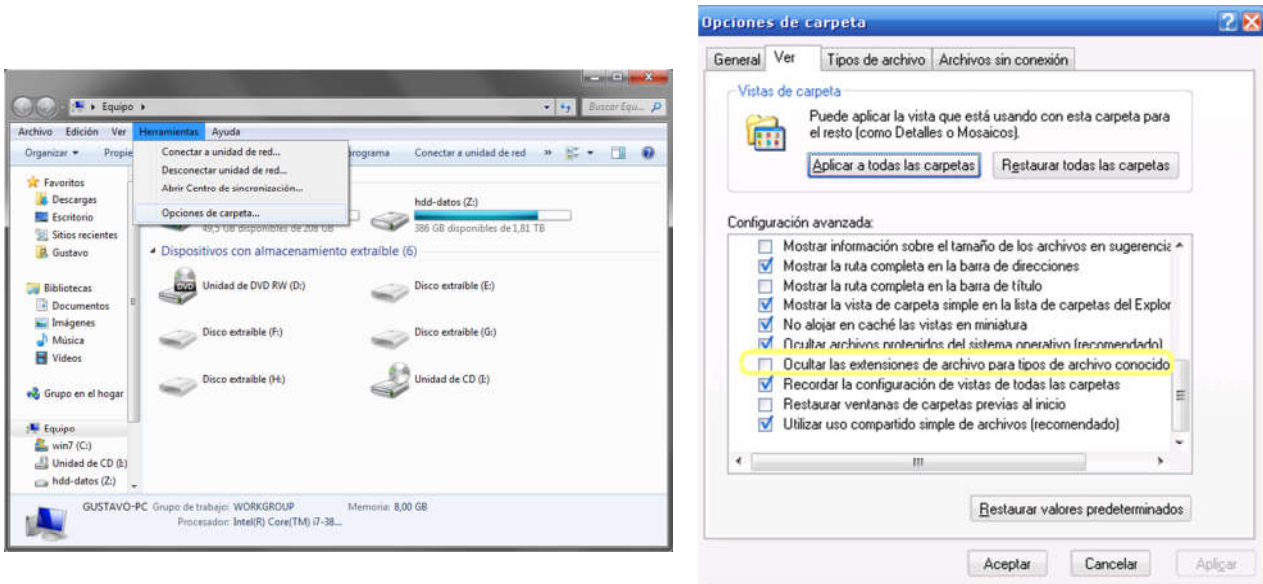 Equipo
Buscar Equ...
Archivo Edición Ver Herramientas Ayuda
Organizar Propie
programa Conectar a unidad de red »
Conectar a unidad de red...
Desconectar unidad de red...
Abrir Centro de sincronización...
Opciones de carpeta...
Favoritos
Descargas
Escritorio
Sitios recientes
Gustavo
Bibliotecas
Documentos
Imágenes
Música
Vídeos
Grupo en el hogar
Equipo
win7 (C:)
Unidad de CD (I:)
hdd-datos (Z:)
49,5 GB disponibles de 208 GB
hdd-datos (Z:)
386 GB disponibles de 1,81 TB
Dispositivos con almacenamiento extraíble (6)
Unidad de DVD RW (D:)
Disco extraíble (E:)
Disco extraíble (F:)
Disco extraíble (G:)
Disco extraíble (H:)
Unidad de CD (I:)
GUSTAVO-PC Grupo de trabajo: WORKGROUP Memoria: 8,00 GB
Procesador: Intel(R) Core(TM) i7-38...
Opciones de carpeta
General Ver Tipos de archivo Archivos sin conexión
Vistas de carpeta
Puede aplicar la vista que está usando con esta carpeta para
el resto (como Detalles o Mosaicos).
Aplicar a todas las carpetas Restaurar todas las carpetas
Configuración avanzada:
Mostrar información sobre el tamaño de los archivos en sugerencia
Mostrar la ruta completa en la barra de direcciones
Mostrar la ruta completa en la barra de título
Mostrar la vista de carpeta simple en la lista de carpetas del Explor
No alojar en caché las vistas en miniatura
Ocultar archivos protegidos del sistema operativo (recomendado)
Ocultar las extensiones de archivo para tipos de archivo conocido
Recordar la configuración de vistas de todas las carpetas
Restaurar ventanas de carpetas previas al inicio
Utilizar uso compartido simple de archivos (recomendado)
Restaurar valores predeterminados
Aceptar Cancelar Aplicar